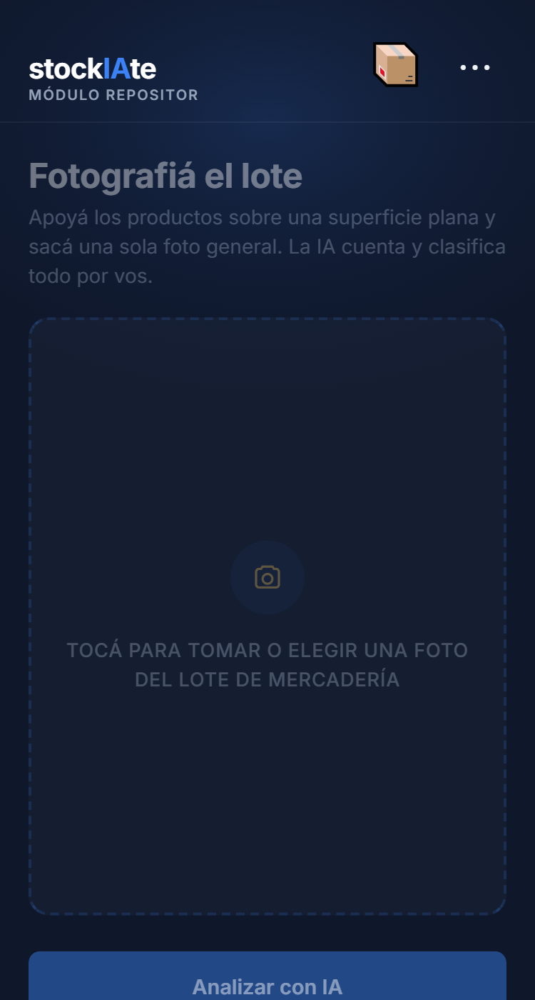 stockIAte
MÓDULO REPOSITOR
Fotografiá el lote
Apoyá los productos sobre una superficie plana y
sacá una sola foto general. La IA cuenta y clasifica
todo por vos.
TOCÁ PARA TOMAR O ELEGIR UNA FOTO
DEL LOTE DE MERCADERÍA
Analizar con IA